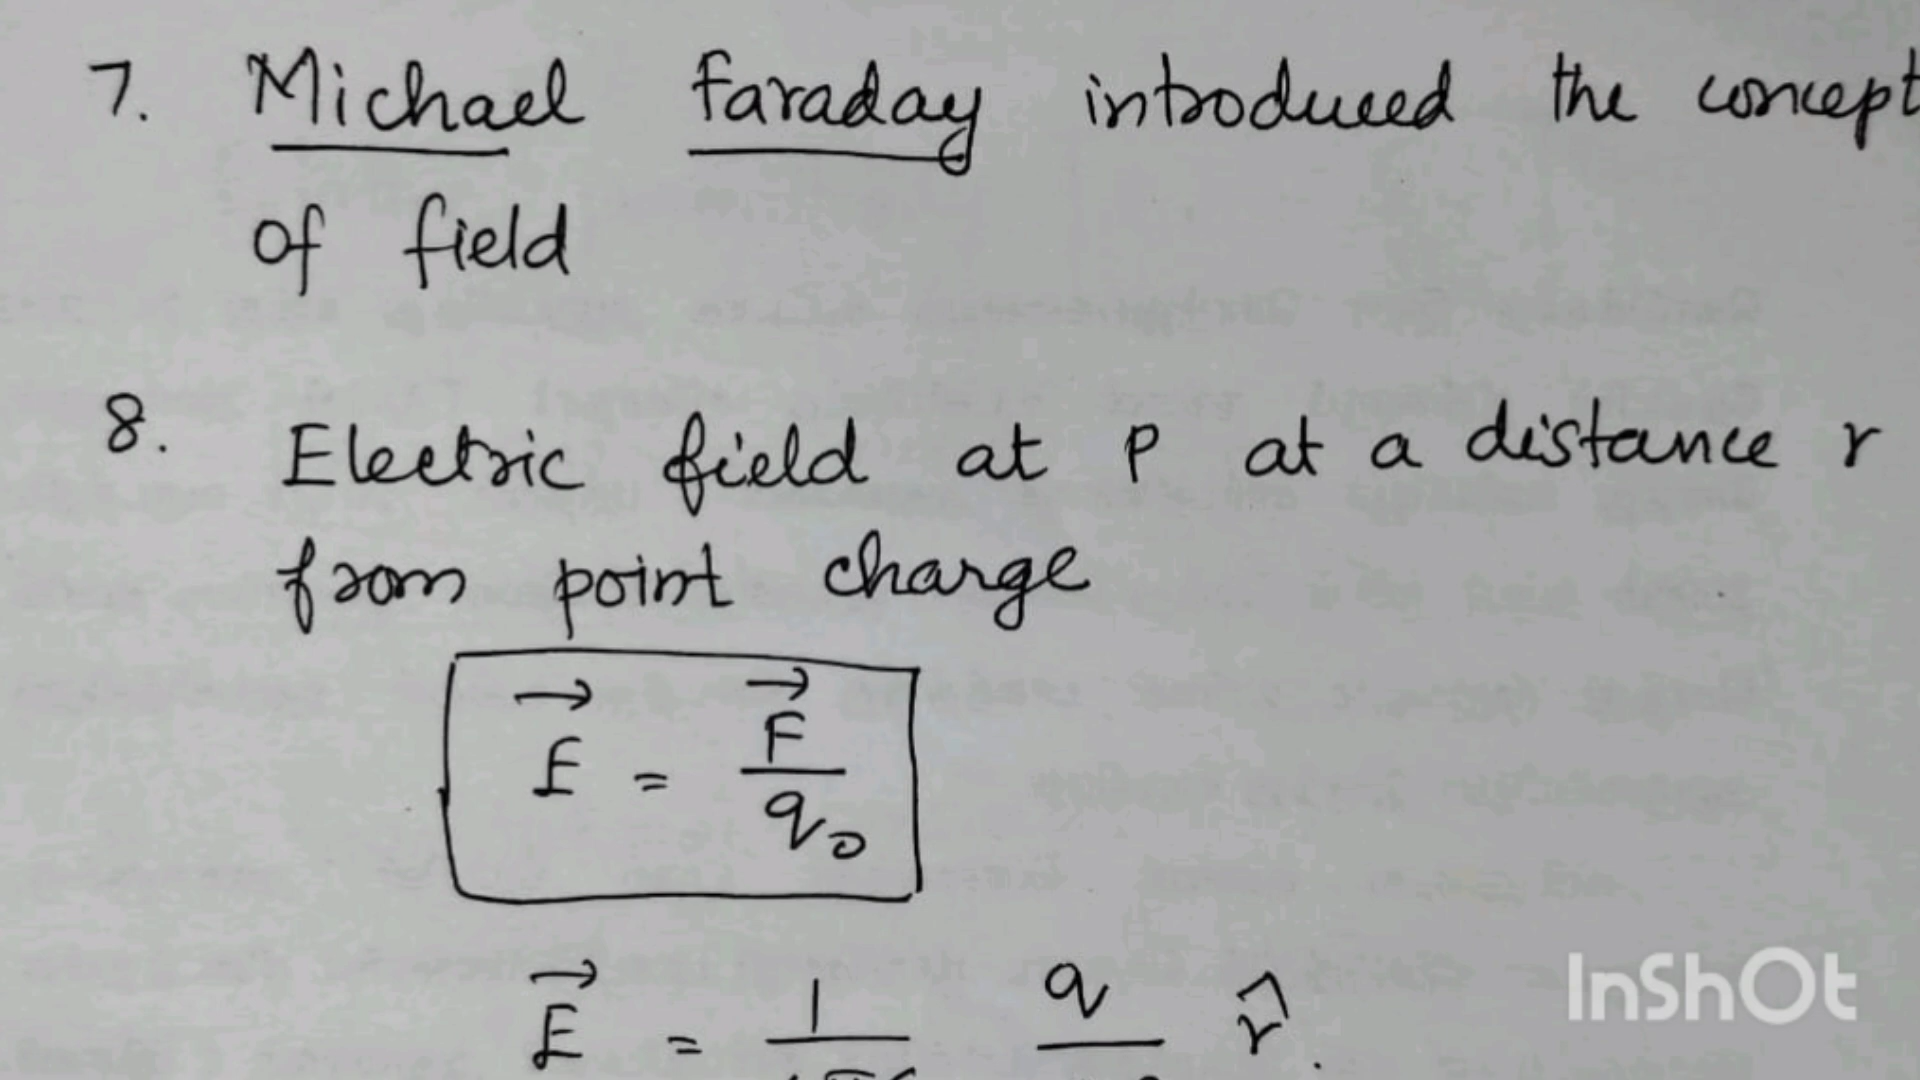 7. Michael Faraday introduced the concept
of field
8. Electric field at P at a distance r
from point charge
E⃗ = F⃗ / q₀
E⃗ = 1 q r̂.
InShOt